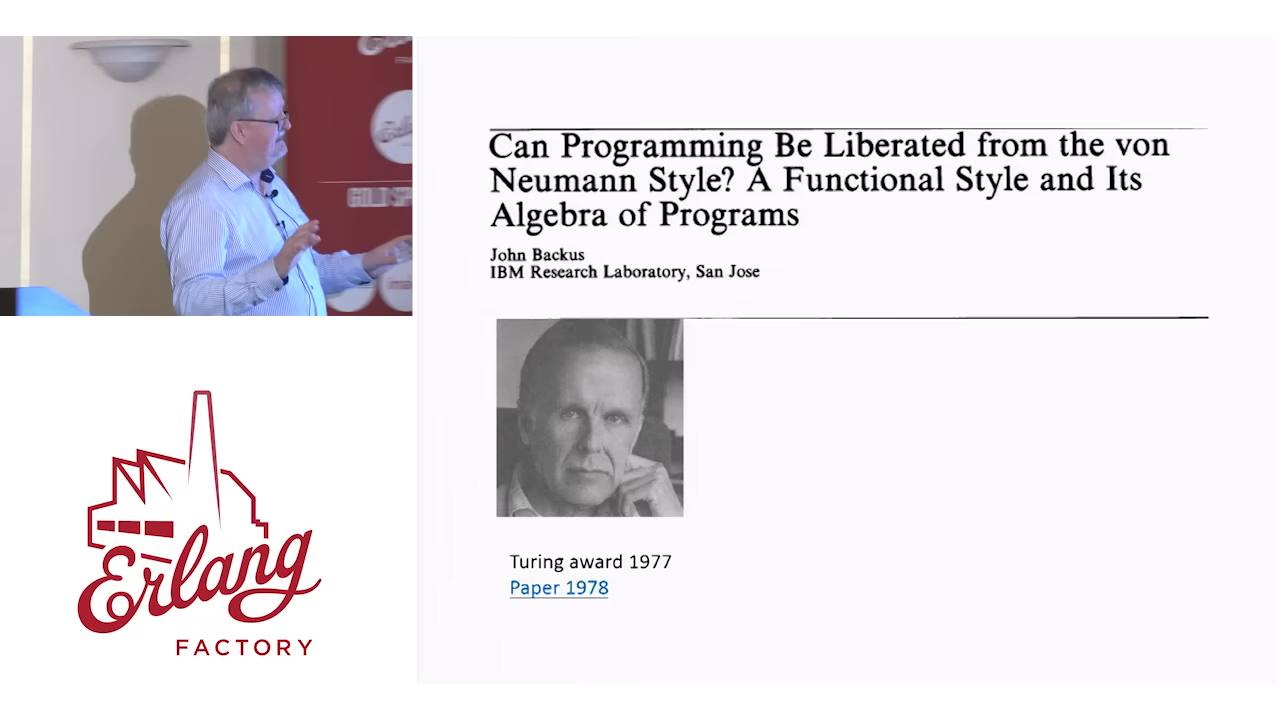 Can Programming Be Liberated from the von
Neumann Style? A Functional Style and Its
Algebra of Programs
John Backus
IBM Research Laboratory, San Jose
Turing award 1977
Paper 1978
Erlang
FACTORY